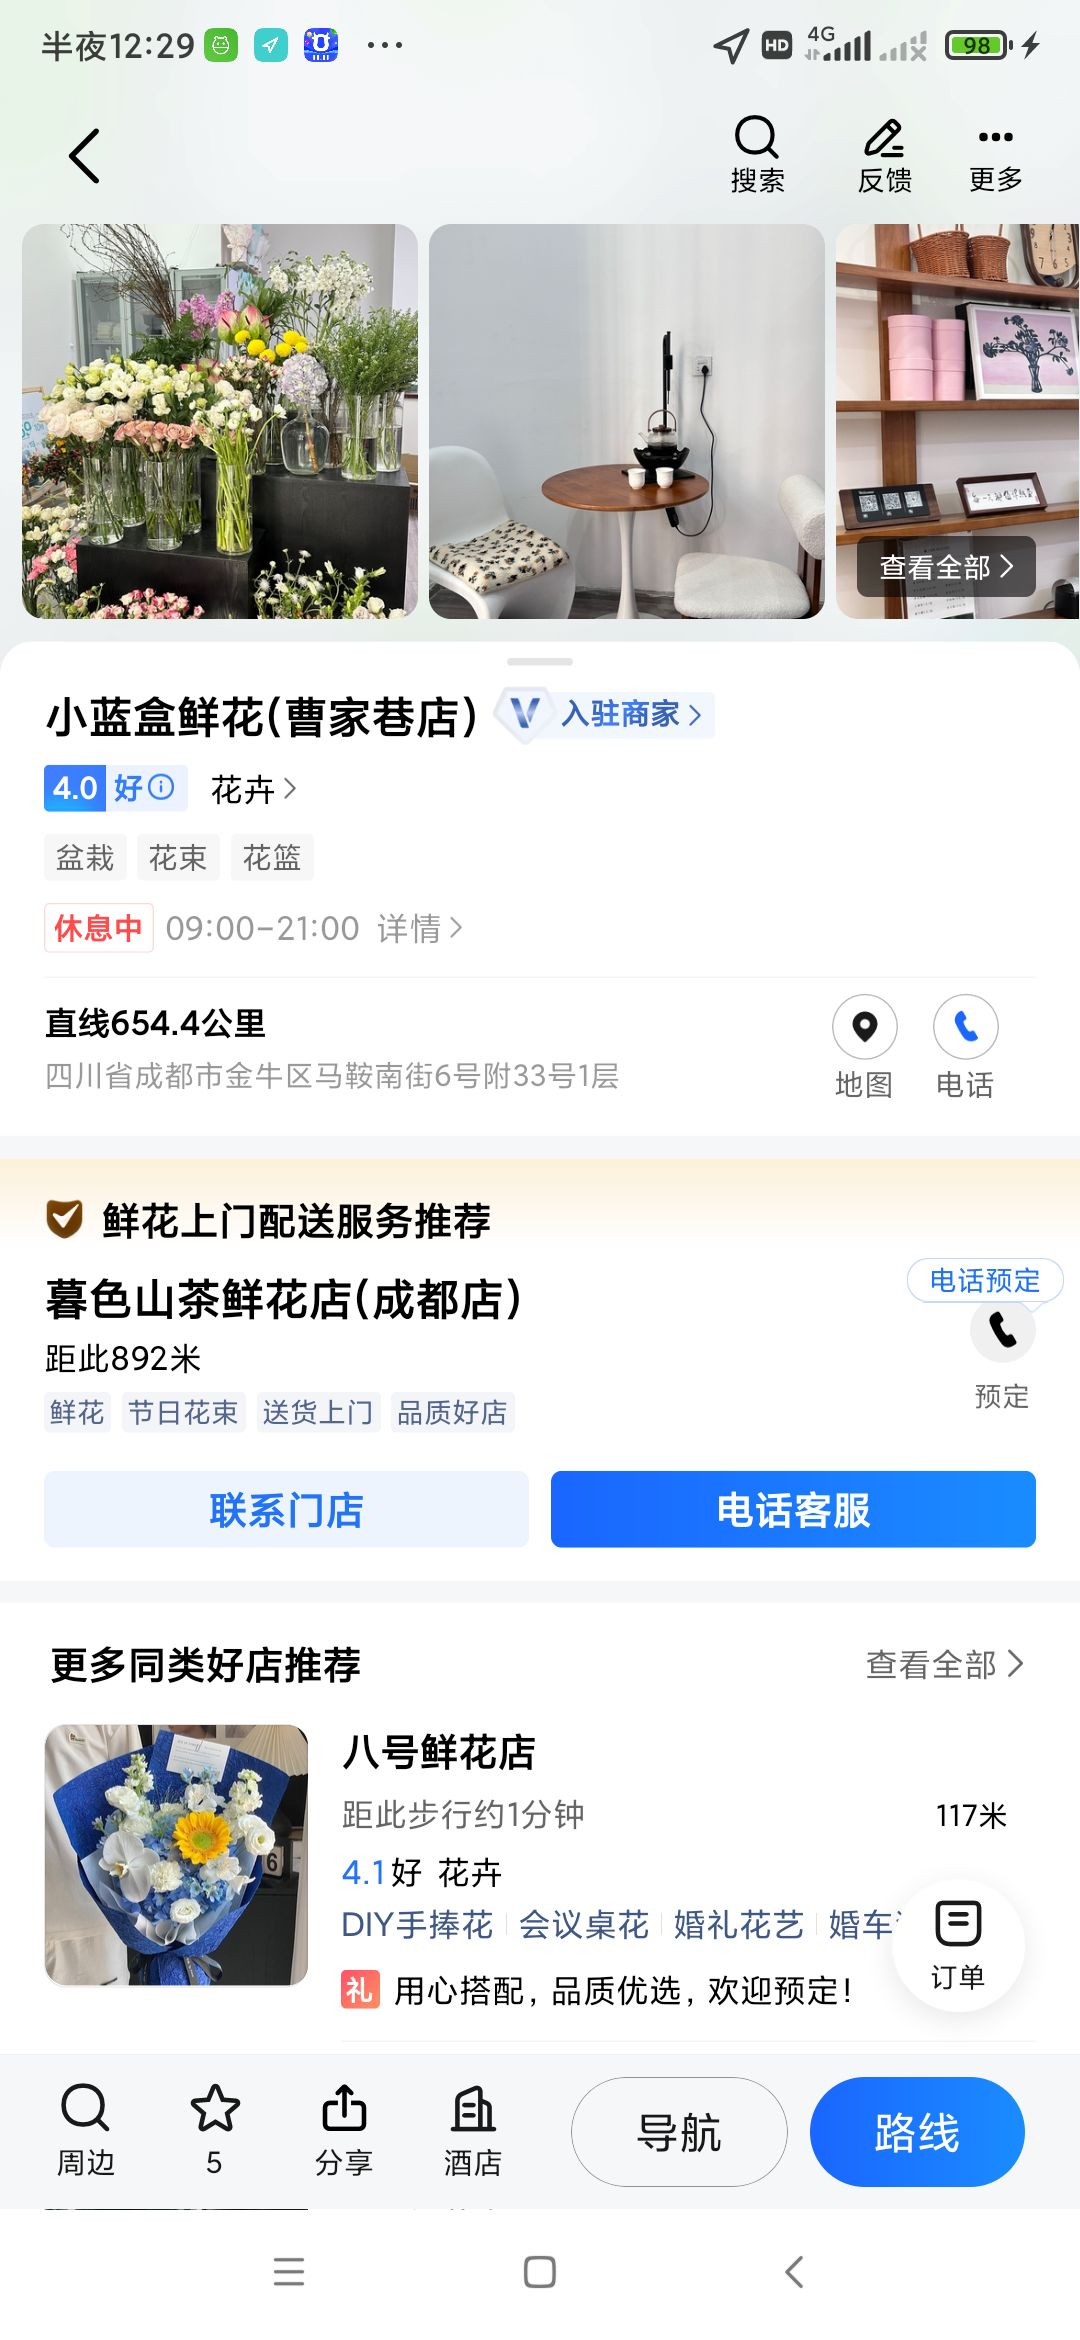 半夜12:29
HD 4G 98
搜索 反馈 更多
查看全部
小蓝盒鲜花(曹家巷店) V 入驻商家
4.0 好 花卉
盆栽 花束 花篮
休息中 09:00-21:00 详情
直线654.4公里
四川省成都市金牛区马鞍南街6号附33号1层
地图 电话
鲜花上门配送服务推荐
暮色山茶鲜花店(成都店)
电话预定
距此892米
预定
鲜花 节日花束 送货上门 品质好店
联系门店 电话客服
更多同类好店推荐 查看全部
八号鲜花店
距此步行约1分钟 117米
4.1好 花卉
DIY手捧花 会议桌花 婚礼花艺 婚车
礼 用心搭配，品质优选，欢迎预定！
订单
周边 5 分享 酒店 导航 路线